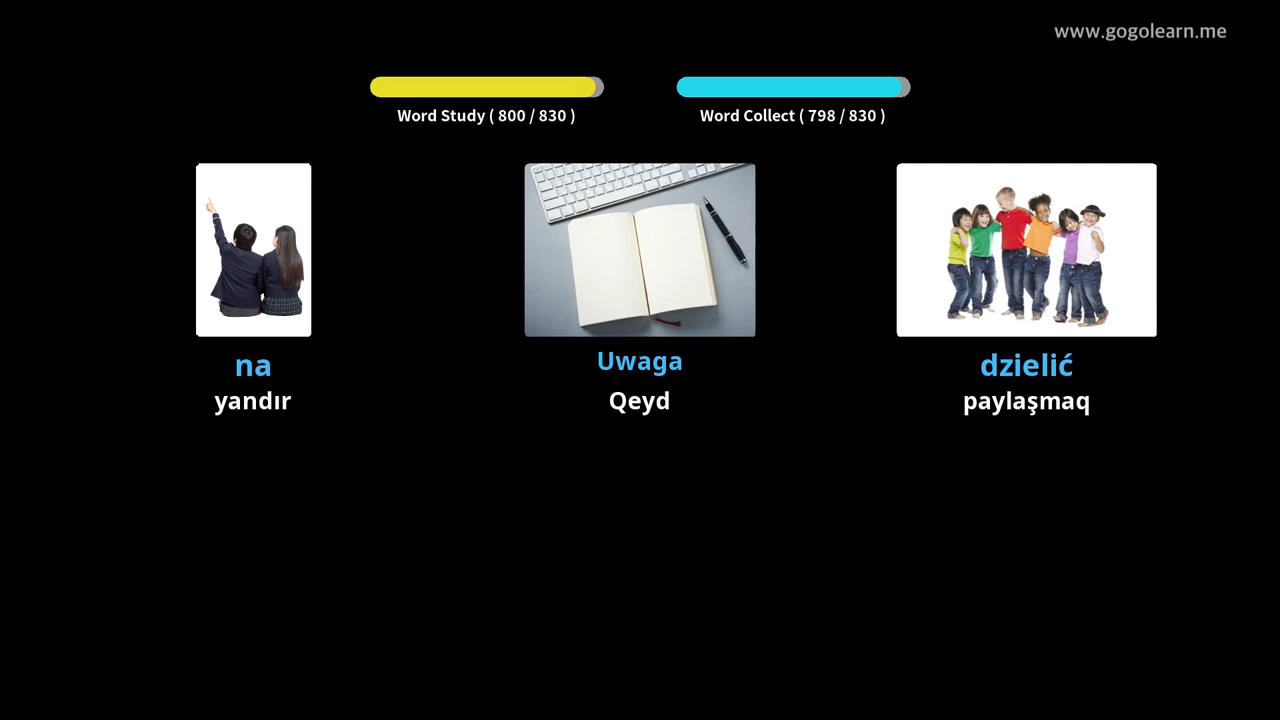 www.gogolearn.me
Word Study ( 800 / 830 )
Word Collect ( 798 / 830 )
na
yandır
Uwaga
Qeyd
dzielić
paylaşmaq